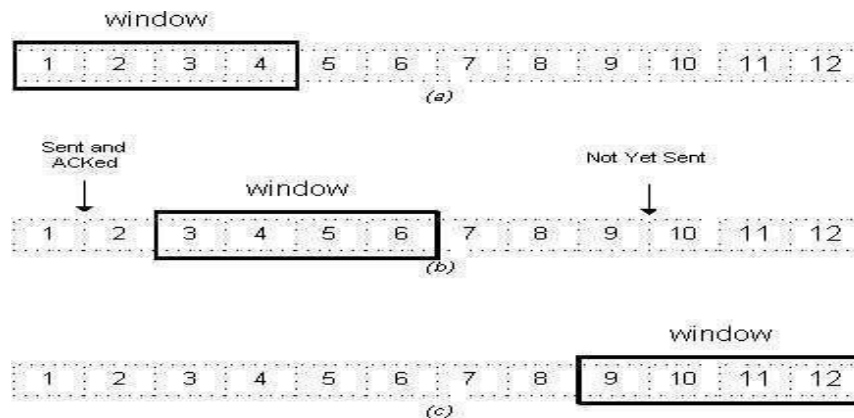 window
1 2 3 4 5 6 7 8 9 10 11 12
(a)
Sent and
ACKed
Not Yet Sent
window
1 2 3 4 5 6 7 8 9 10 11 12
(b)
window
1 2 3 4 5 6 7 8 9 10 11 12
(c)